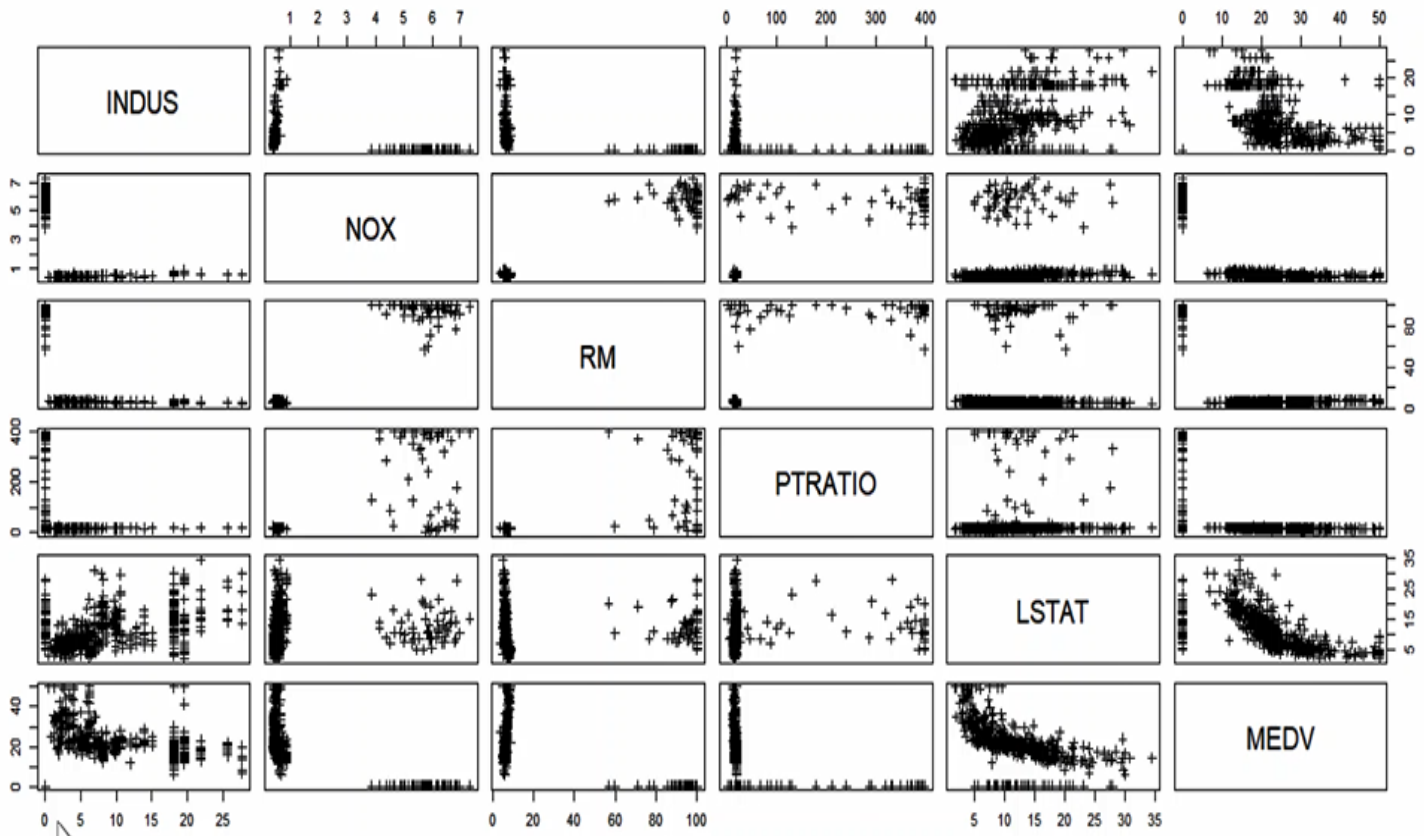 1 2 3 4 5 6 7
0 100 200 300 400
0 10 20 30 40 50
INDUS
0 10 20
1 3 5 7
NOX
RM
0 40 80
0 200 400
PTRATIO
LSTAT
5 15 25 35
0 20 40
MEDV
0 5 10 15 20 25
0 20 40 60 80 100
5 10 15 20 25 30 35